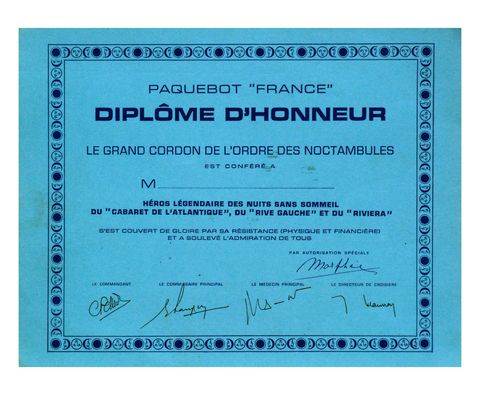 PAQUEBOT "FRANCE"
DIPLÔME D'HONNEUR
LE GRAND CORDON DE L'ORDRE DES NOCTAMBULES
EST CONFÉRÉ A
M
HÉROS LÉGENDAIRE DES NUITS SANS SOMMEIL
DU "CABARET DE L'ATLANTIQUE", DU "RIVE GAUCHE" ET DU "RIVIERA"
S'EST COUVERT DE GLOIRE PAR SA RÉSISTANCE (PHYSIQUE ET FINANCIÈRE)
ET A SOULEVÉ L'ADMIRATION DE TOUS
PAR AUTORISATION SPÉCIALE
Morphée
LE COMMANDANT LE COMMISSAIRE PRINCIPAL LE MEDECIN PRINCIPAL LE DIRECTEUR DE CROISIÈRE